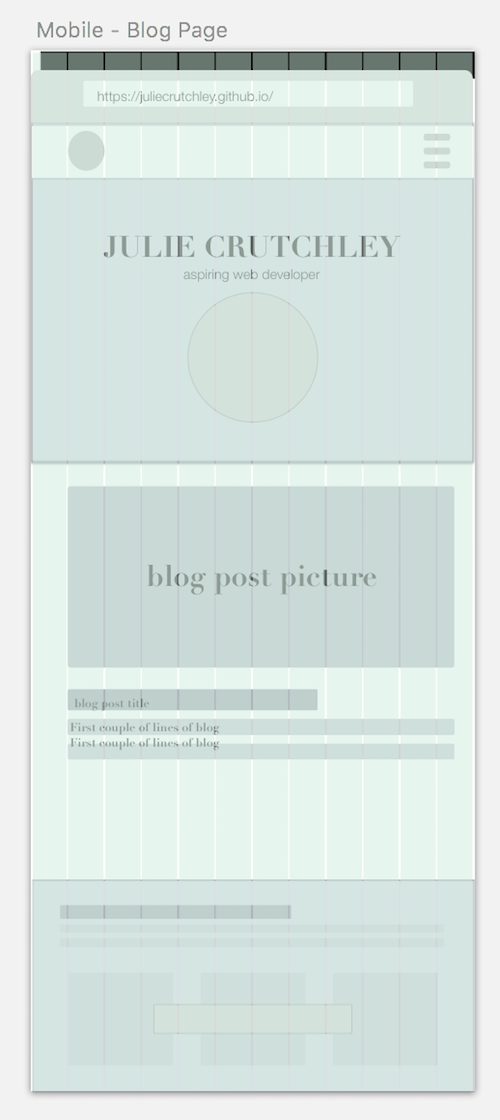 Mobile - Blog Page
https://juliecrutchley.github.io/
JULIE CRUTCHLEY
aspiring web developer
blog post picture
blog post title
First couple of lines of blog
First couple of lines of blog